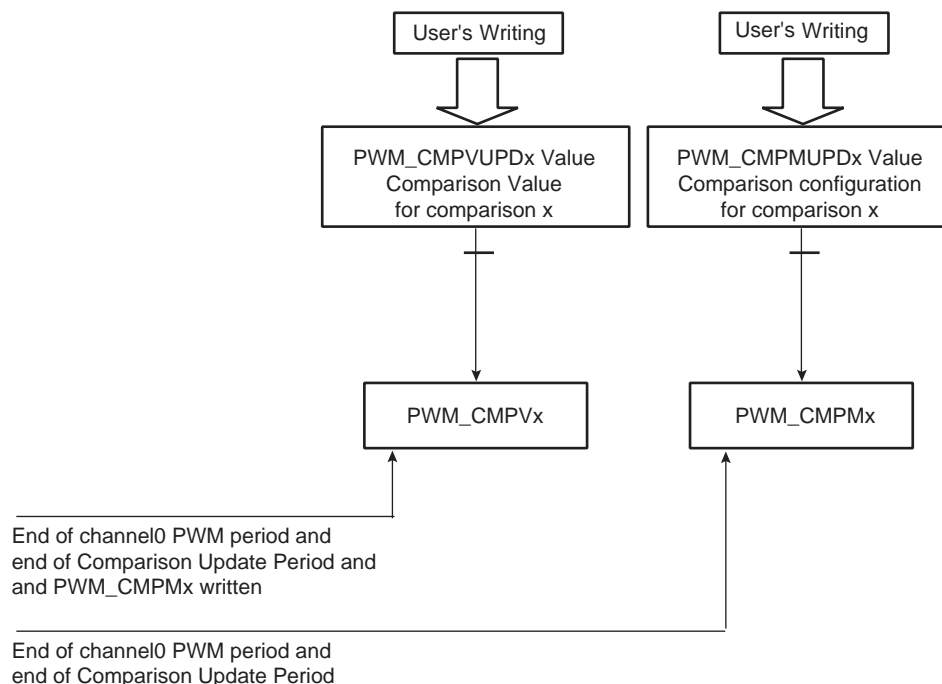 User's Writing
User's Writing
PWM_CMPVUPDx Value
Comparison Value
for comparison x
PWM_CMPMUPDx Value
Comparison configuration
for comparison x
PWM_CMPVx
PWM_CMPMx
End of channel0 PWM period and
end of Comparison Update Period and
and PWM_CMPMx written
End of channel0 PWM period and
end of Comparison Update Period